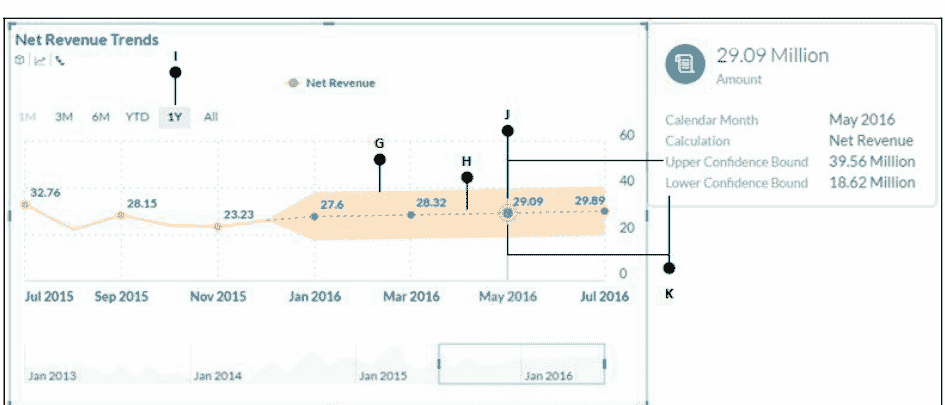 Net Revenue Trends
I
Net Revenue
1M 3M 6M YTD 1Y All
J
G
H
60
40
20
0
32.76
28.15
23.23
27.6
28.32
29.09
29.89
Jul 2015 Sep 2015 Nov 2015 Jan 2016 Mar 2016 May 2016 Jul 2016
K
Jan 2013 Jan 2014 Jan 2015 Jan 2016
29.09 Million
Amount
Calendar Month May 2016
Calculation Net Revenue
Upper Confidence Bound 39.56 Million
Lower Confidence Bound 18.62 Million